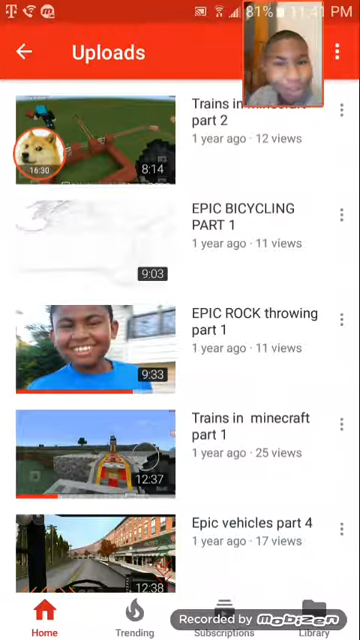 81% 11:41 PM
Uploads
Trains in minecraft
part 2
1 year ago · 12 views
16:30
8:14
EPIC BICYCLING
PART 1
1 year ago · 11 views
9:03
EPIC ROCK throwing
part 1
1 year ago · 11 views
9:33
Trains in minecraft
part 1
1 year ago · 25 views
12:37
Epic vehicles part 4
1 year ago · 17 views
12:38
Home
Trending
Subscriptions
Library
Recorded by Mobizen